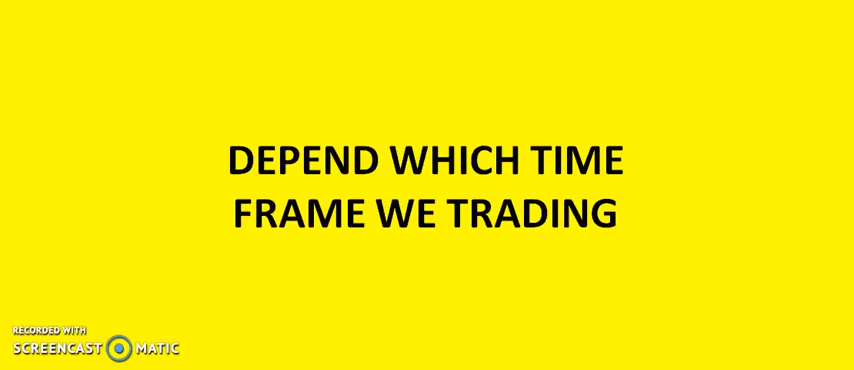 DEPEND WHICH TIME
FRAME WE TRADING
RECORDED WITH
SCREENCAST MATIC